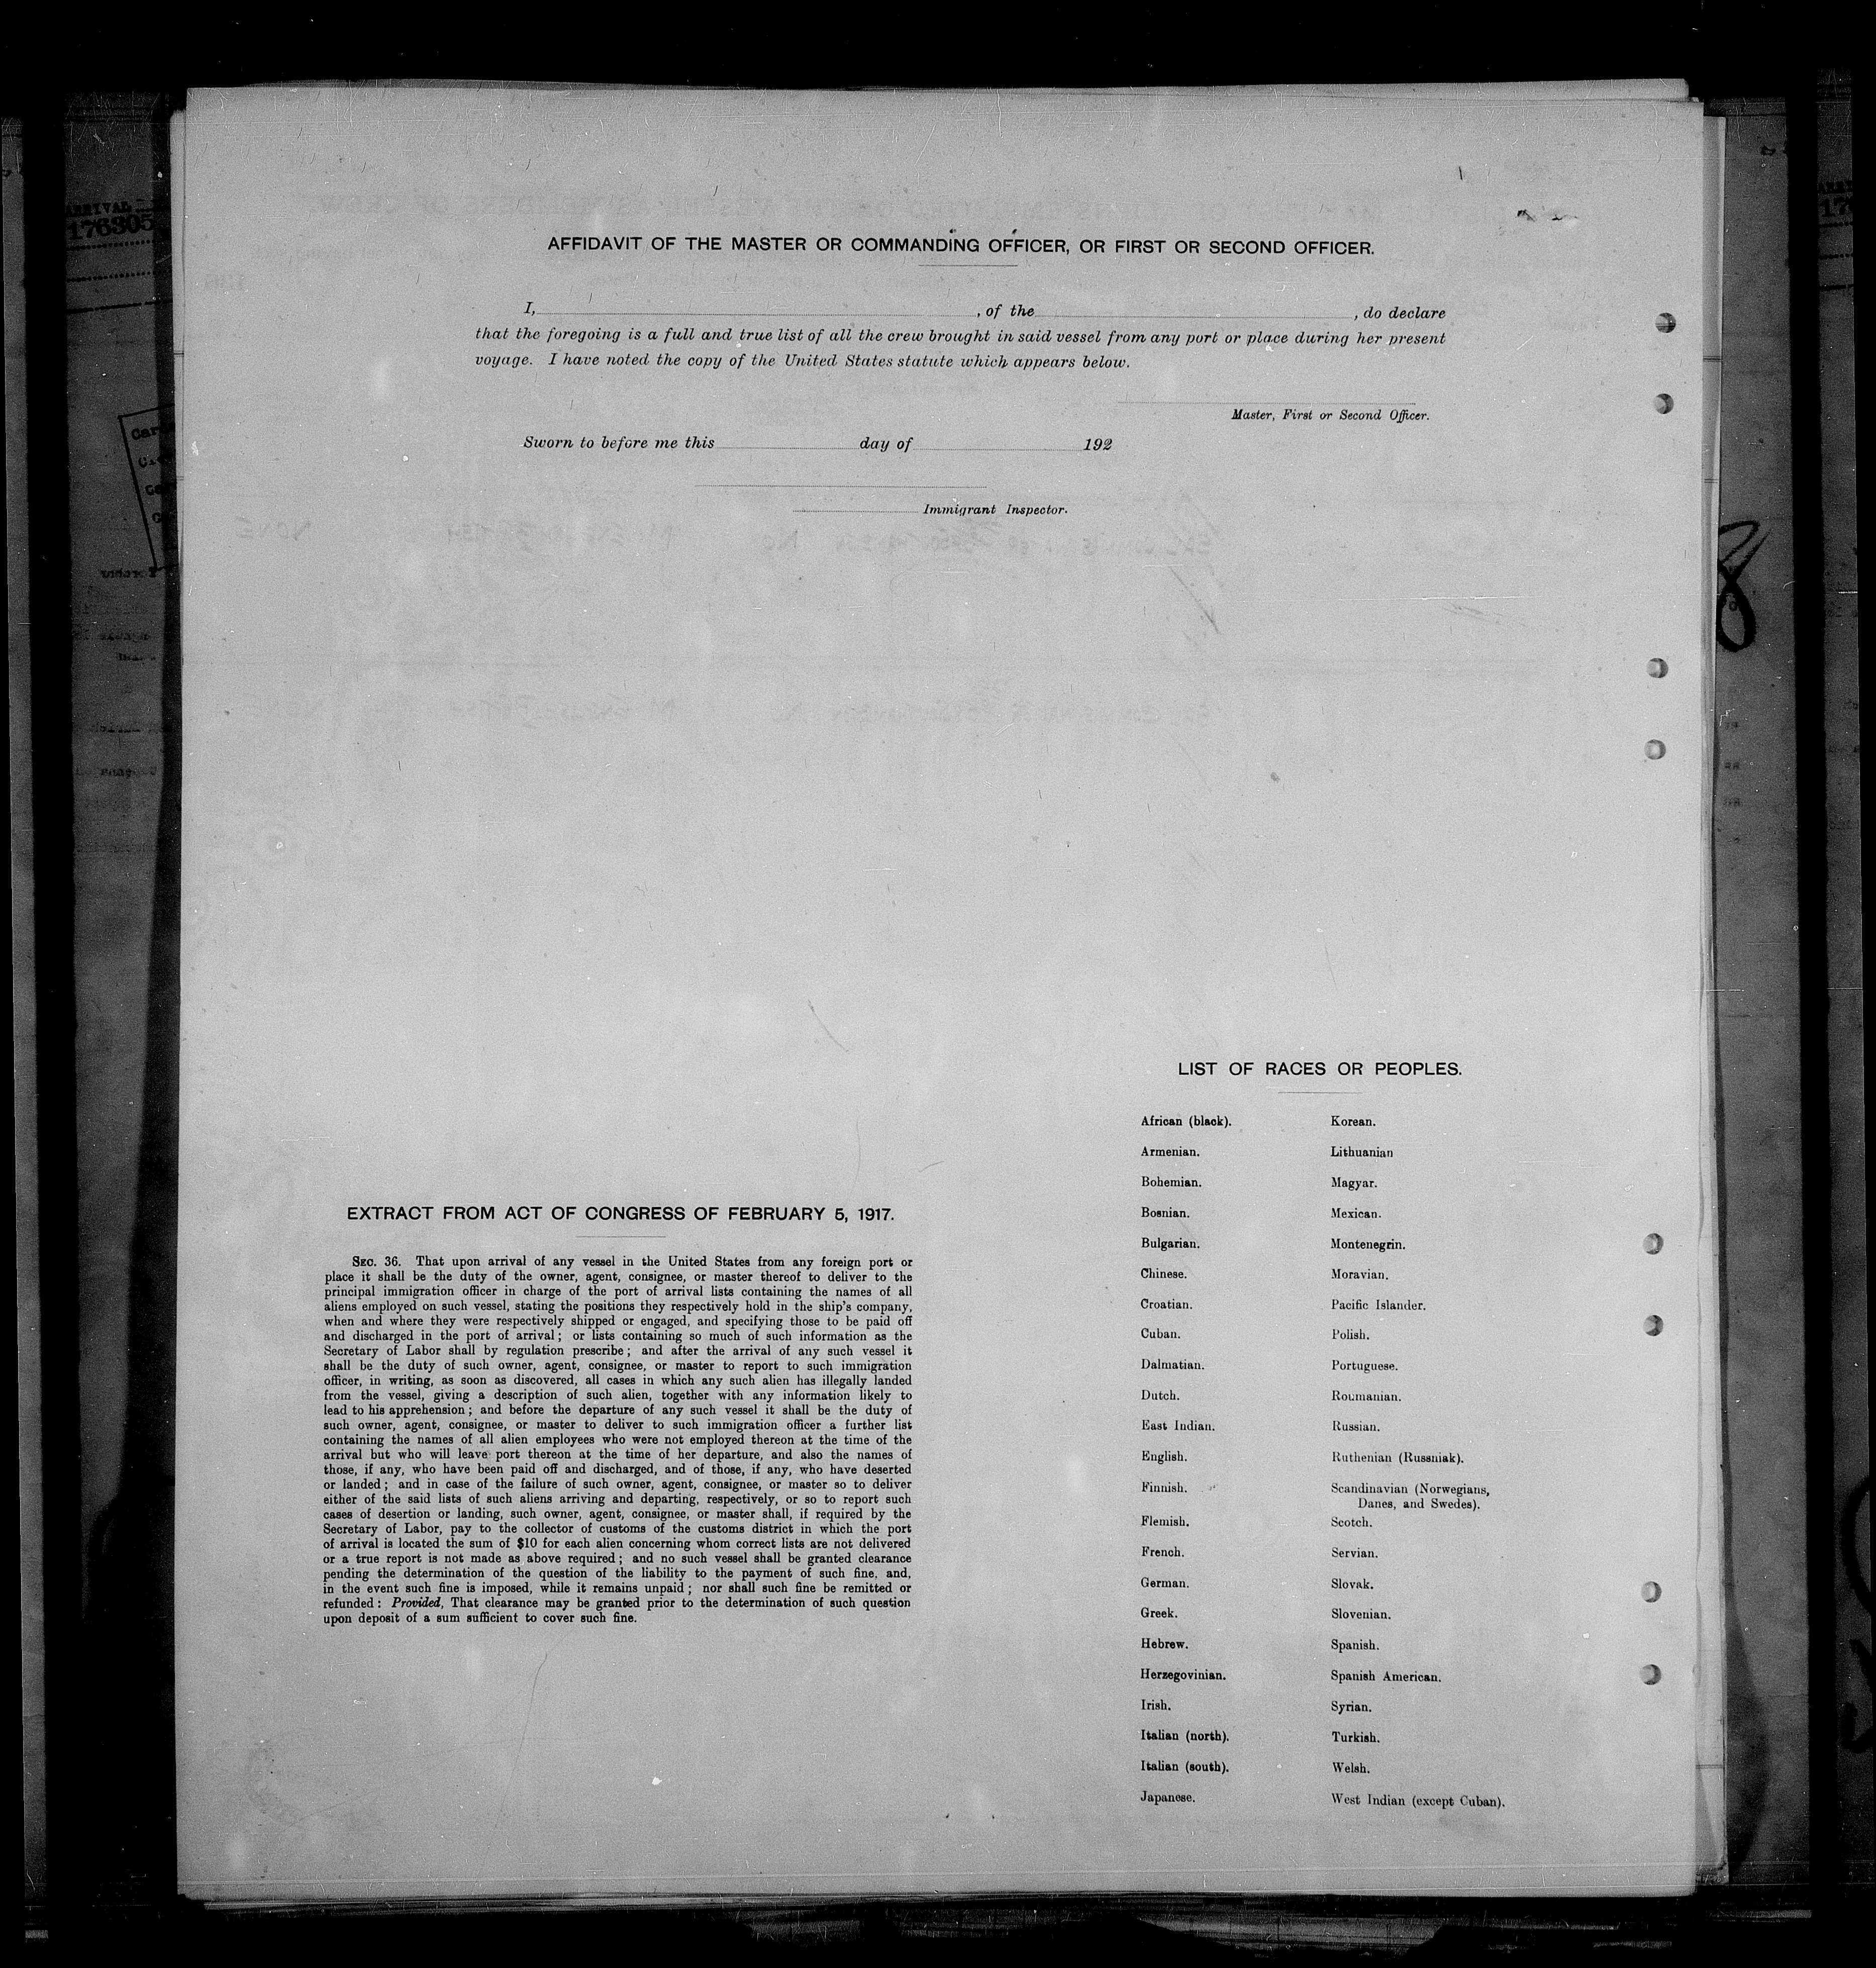 AFFIDAVIT OF THE MASTER OR COMMANDING OFFICER, OR FIRST OR SECOND OFFICER.
I, , of the , do declare
that the foregoing is a full and true list of all the crew brought in said vessel from any port or place during her present
voyage. I have noted the copy of the United States statute which appears below.
Master, First or Second Officer.
Sworn to before me this day of 192
Immigrant Inspector.
EXTRACT FROM ACT OF CONGRESS OF FEBRUARY 5, 1917.
SEC. 36. That upon arrival of any vessel in the United States from any foreign port or
place it shall be the duty of the owner, agent, consignee, or master thereof to deliver to the
principal immigration officer in charge of the port of arrival lists containing the names of all
aliens employed on such vessel, stating the positions they respectively hold in the ship's company,
when and where they were respectively shipped or engaged, and specifying those to be paid off
and discharged in the port of arrival; or lists containing so much of such information as the
Secretary of Labor shall by regulation prescribe; and after the arrival of any such vessel it
shall be the duty of such owner, agent, consignee, or master to report to such immigration
officer, in writing, as soon as discovered, all cases in which any such alien has illegally landed
from the vessel, giving a description of such alien, together with any information likely to
lead to his apprehension; and before the departure of any such vessel it shall be the duty of
such owner, agent, consignee, or master to deliver to such immigration officer a further list
containing the names of all alien employees who were not employed thereon at the time of the
arrival but who will leave port thereon at the time of her departure, and also the names of
those, if any, who have been paid off and discharged, and of those, if any, who have deserted
or landed; and in case of the failure of such owner, agent, consignee, or master so to deliver
either of the said lists of such aliens arriving and departing, respectively, or so to report such
cases of desertion or landing, such owner, agent, consignee, or master shall, if required by the
Secretary of Labor, pay to the collector of customs of the customs district in which the port
of arrival is located the sum of $10 for each alien concerning whom correct lists are not delivered
or a true report is not made as above required; and no such vessel shall be granted clearance
pending the determination of the question of the liability to the payment of such fine, and,
in the event such fine is imposed, while it remains unpaid; nor shall such fine be remitted or
refunded: Provided, That clearance may be granted prior to the determination of such question
upon deposit of a sum sufficient to cover such fine.
LIST OF RACES OR PEOPLES.
African (black).
Armenian.
Bohemian.
Bosnian.
Bulgarian.
Chinese.
Croatian.
Cuban.
Dalmatian.
Dutch.
East Indian.
English.
Finnish.
Flemish.
French.
German.
Greek.
Hebrew.
Herzegovinian.
Irish.
Italian (north).
Italian (south).
Japanese.
Korean.
Lithuanian
Magyar.
Mexican.
Montenegrin.
Moravian.
Pacific Islander.
Polish.
Portuguese.
Roumanian.
Russian.
Ruthenian (Russniak).
Scandinavian (Norwegians,
Danes, and Swedes).
Scotch.
Servian.
Slovak.
Slovenian.
Spanish.
Spanish American.
Syrian.
Turkish.
Welsh.
West Indian (except Cuban).
176305